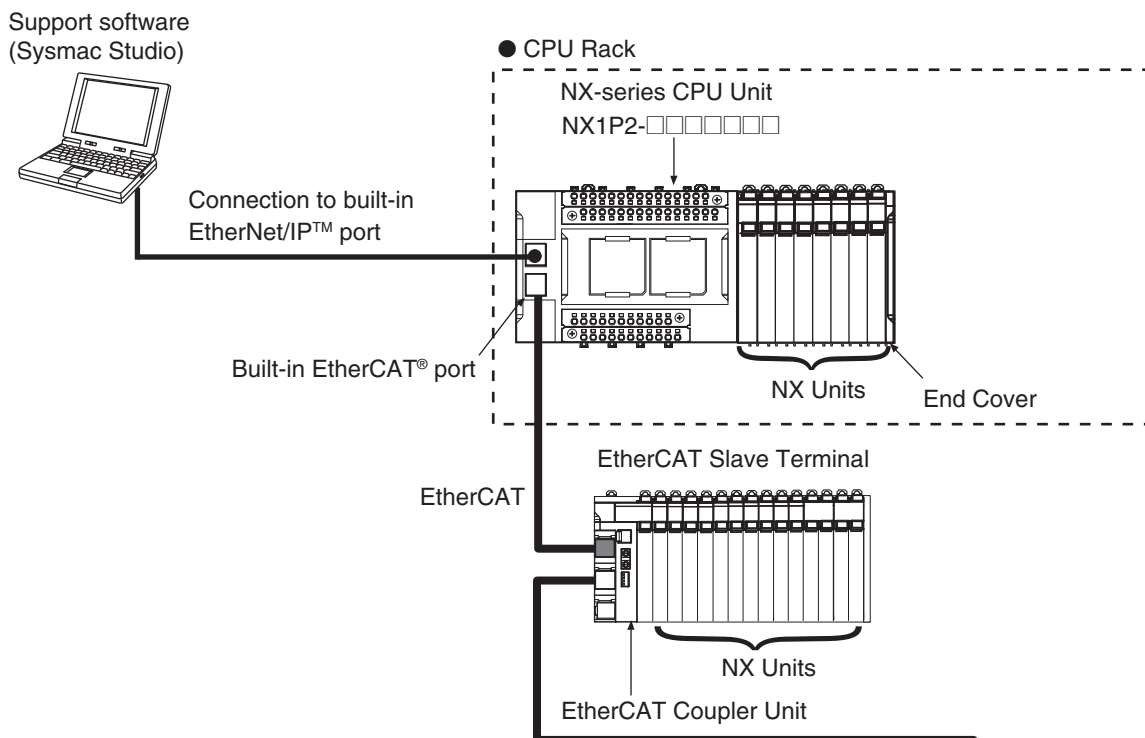 Support software
(Sysmac Studio)
● CPU Rack
NX-series CPU Unit
NX1P2-□□□□□□□
Connection to built-in
EtherNet/IP™ port
Built-in EtherCAT® port
NX Units
End Cover
EtherCAT Slave Terminal
EtherCAT
NX Units
EtherCAT Coupler Unit